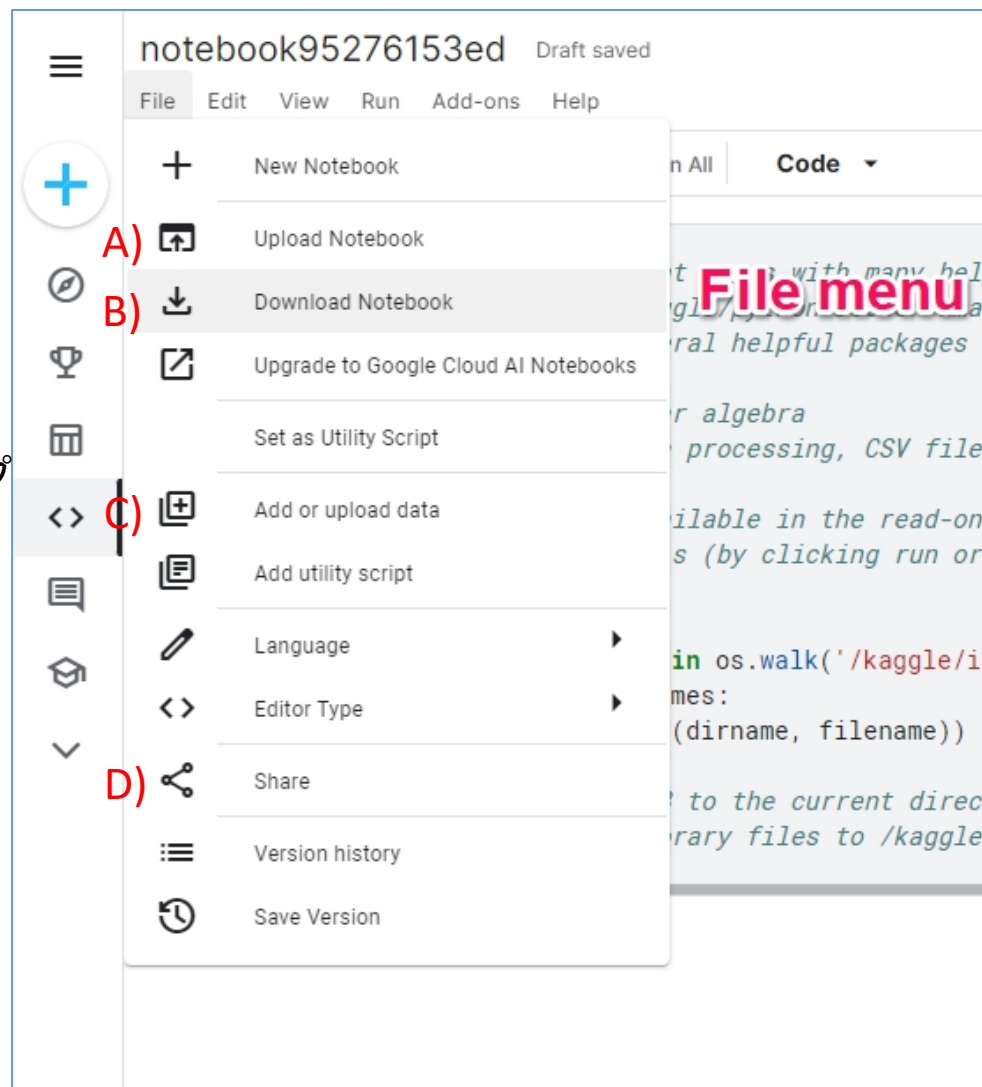 notebook95276153ed Draft saved
File Edit View Run Add-ons Help
New Notebook
n All Code
A) Upload Notebook
B) Download Notebook
File menu
Upgrade to Google Cloud AI Notebooks
eral helpful packages
Set as Utility Script
r algebra
processing, CSV file
C) Add or upload data
ilable in the read-on
Add utility script
s (by clicking run or
Language
in os.walk('/kaggle/i
mes:
Editor Type
(dirname, filename))
D) Share
to the current direc
Version history
rary files to /kaggle
Save Version